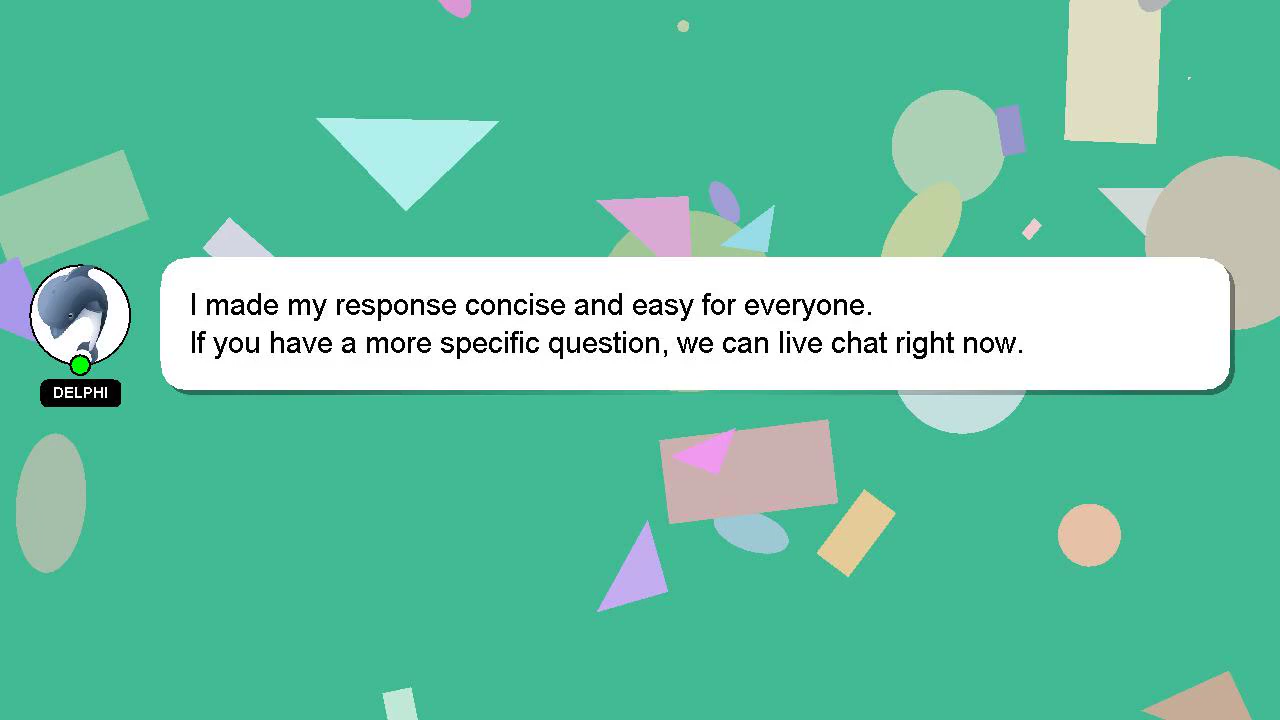 I made my response concise and easy for everyone.
If you have a more specific question, we can live chat right now.
DELPHI